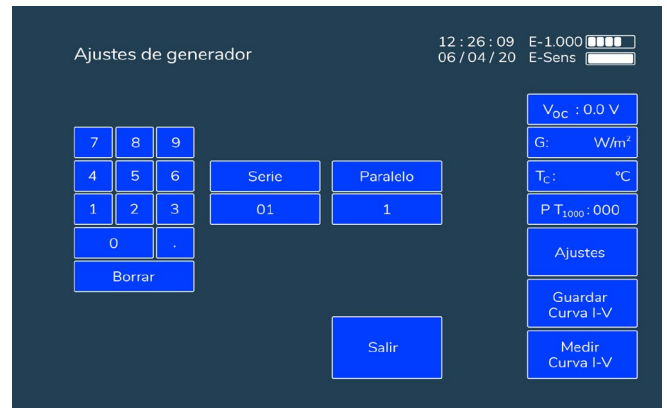 Ajustes de generador
12 : 26 : 09 E-1.000
06 / 04 / 20 E-Sens
VOC : 0.0 V
7 8 9
G: W/m²
4 5 6 Serie Paralelo
TC: °C
1 2 3 01 1
P T1000: 000
0 .
Ajustes
Borrar
Guardar
Curva I-V
Salir
Medir
Curva I-V